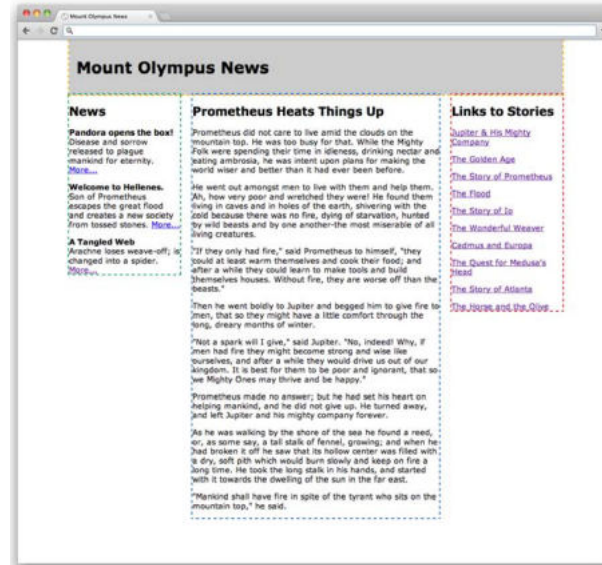 Mount Olympus News
Mount Olympus News
News
Pandora opens the box!
Disease and sorrow
released to plague
mankind for eternity.
More...
Welcome to Hellenes.
Son of Prometheus
escapes the great flood
and creates a new society
from tossed stones. More...
A Tangled Web
Arachne loses weave-off; is
changed into a spider.
More...
Prometheus Heats Things Up
Prometheus did not care to live amid the clouds on the
mountain top. He was too busy for that. While the Mighty
Folk were spending their time in idleness, drinking nectar and
eating ambrosia, he was intent upon plans for making the
world wiser and better than it had ever been before.
He went out amongst men to live with them and help them.
Ah, how very poor and wretched they were! He found them
living in caves and in holes of the earth, shivering with the
cold because there was no fire, dying of starvation, hunted
by wild beasts and by one another-the most miserable of all
living creatures.
"If they only had fire," said Prometheus to himself, "they
could at least warm themselves and cook their food; and
after a while they could learn to make tools and build
themselves houses. Without fire, they are worse off than the
beasts."
Then he went boldly to Jupiter and begged him to give fire to
men, that so they might have a little comfort through the
long, dreary months of winter.
"Not a spark will I give," said Jupiter. "No, indeed! Why, if
men had fire they might become strong and wise like
ourselves, and after a while they would drive us out of our
kingdom. It is best for them to be poor and ignorant, that so
we Mighty Ones may thrive and be happy."
Prometheus made no answer; but he had set his heart on
helping mankind, and he did not give up. He turned away,
and left Jupiter and his mighty company forever.
As he was walking by the shore of the sea he found a reed,
or, as some say, a tall stalk of fennel, growing; and when he
had broken it off he saw that its hollow center was filled with
a dry, soft pith which would burn slowly and keep on fire a
long time. He took the long stalk in his hands, and started
with it towards the dwelling of the sun in the far east.
"Mankind shall have fire in spite of the tyrant who sits on the
mountain top," he said.
Links to Stories
Jupiter & His Mighty
Company
The Golden Age
The Story of Prometheus
The Flood
The Story of Io
The Wonderful Weaver
Cadmus and Europa
The Quest for Medusa's
Head
The Story of Atlanta
The Horse and the Olive